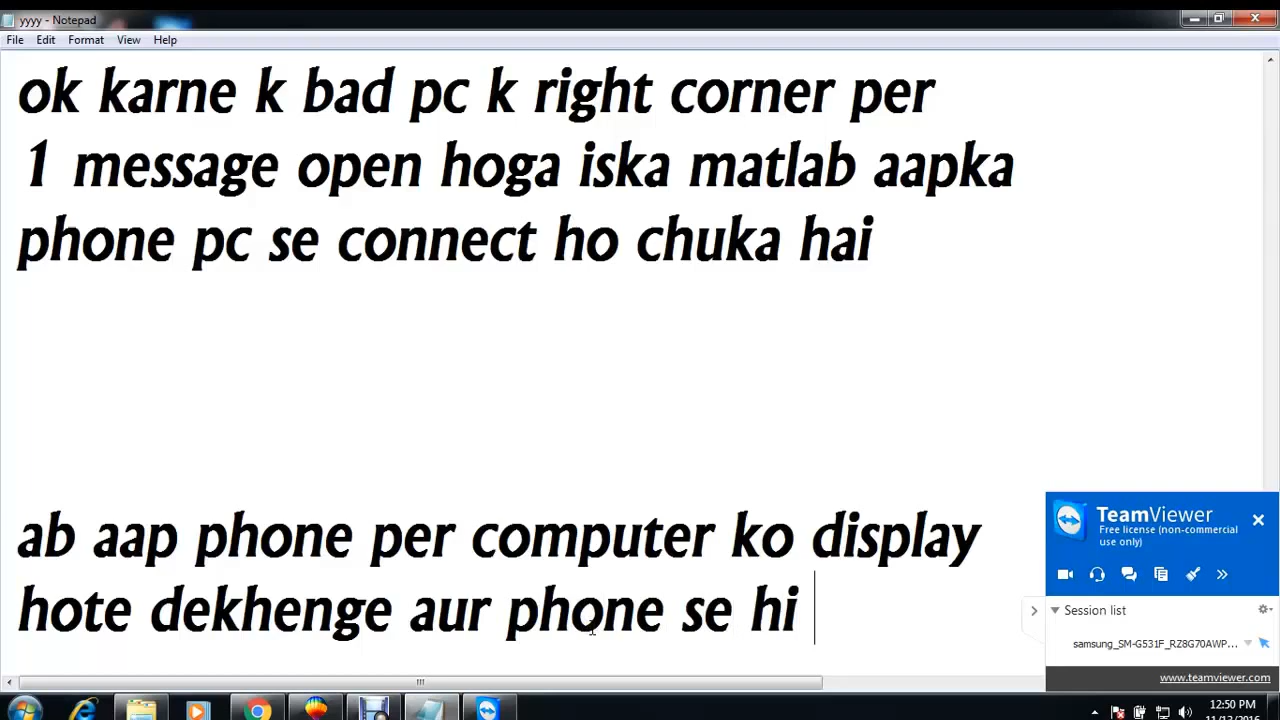 yyyy - Notepad
File Edit Format View Help
ok karne k bad pc k right corner per
1 message open hoga iska matlab aapka
phone pc se connect ho chuka hai
ab aap phone per computer ko display
hote dekhenge aur phone se hi
TeamViewer
Free license (non-commercial
use only)
Session list
samsung_SM-G531F_RZ8G70AWP...
www.teamviewer.com
12:50 PM
11/13/2016